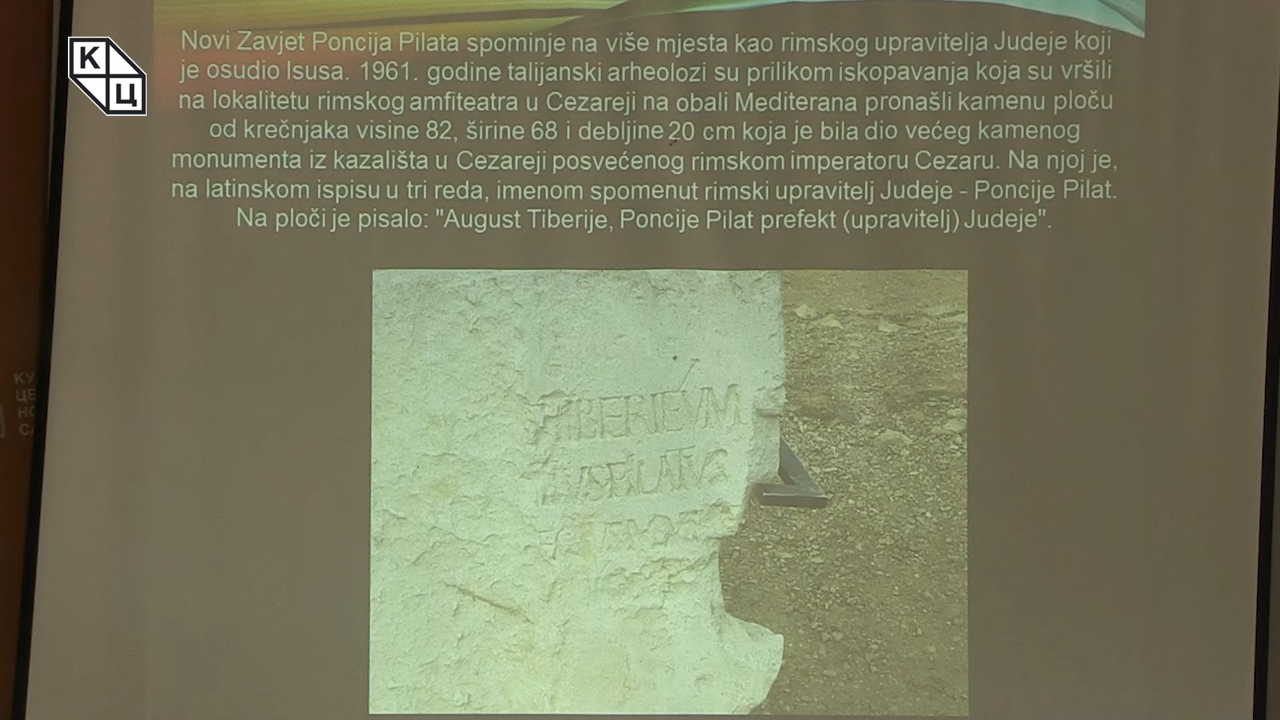 К
Ц
Novi Zavjet Poncija Pilata spominje na više mjesta kao rimskog upravitelja Judeje koji
je osudio Isusa. 1961. godine talijanski arheolozi su prilikom iskopavanja koja su vršili
na lokalitetu rimskog amfiteatra u Cezareji na obali Mediterana pronašli kamenu ploču
od krečnjaka visine 82, širine 68 i debljine 20 cm koja je bila dio većeg kamenog
monumenta iz kazališta u Cezareji posvećenog rimskom imperatoru Cezaru. Na njoj je,
na latinskom ispisu u tri reda, imenom spomenut rimski upravitelj Judeje - Poncije Pilat.
Na ploči je pisalo: "August Tiberije, Poncije Pilat prefekt (upravitelj) Judeje".
TIBERIEVM